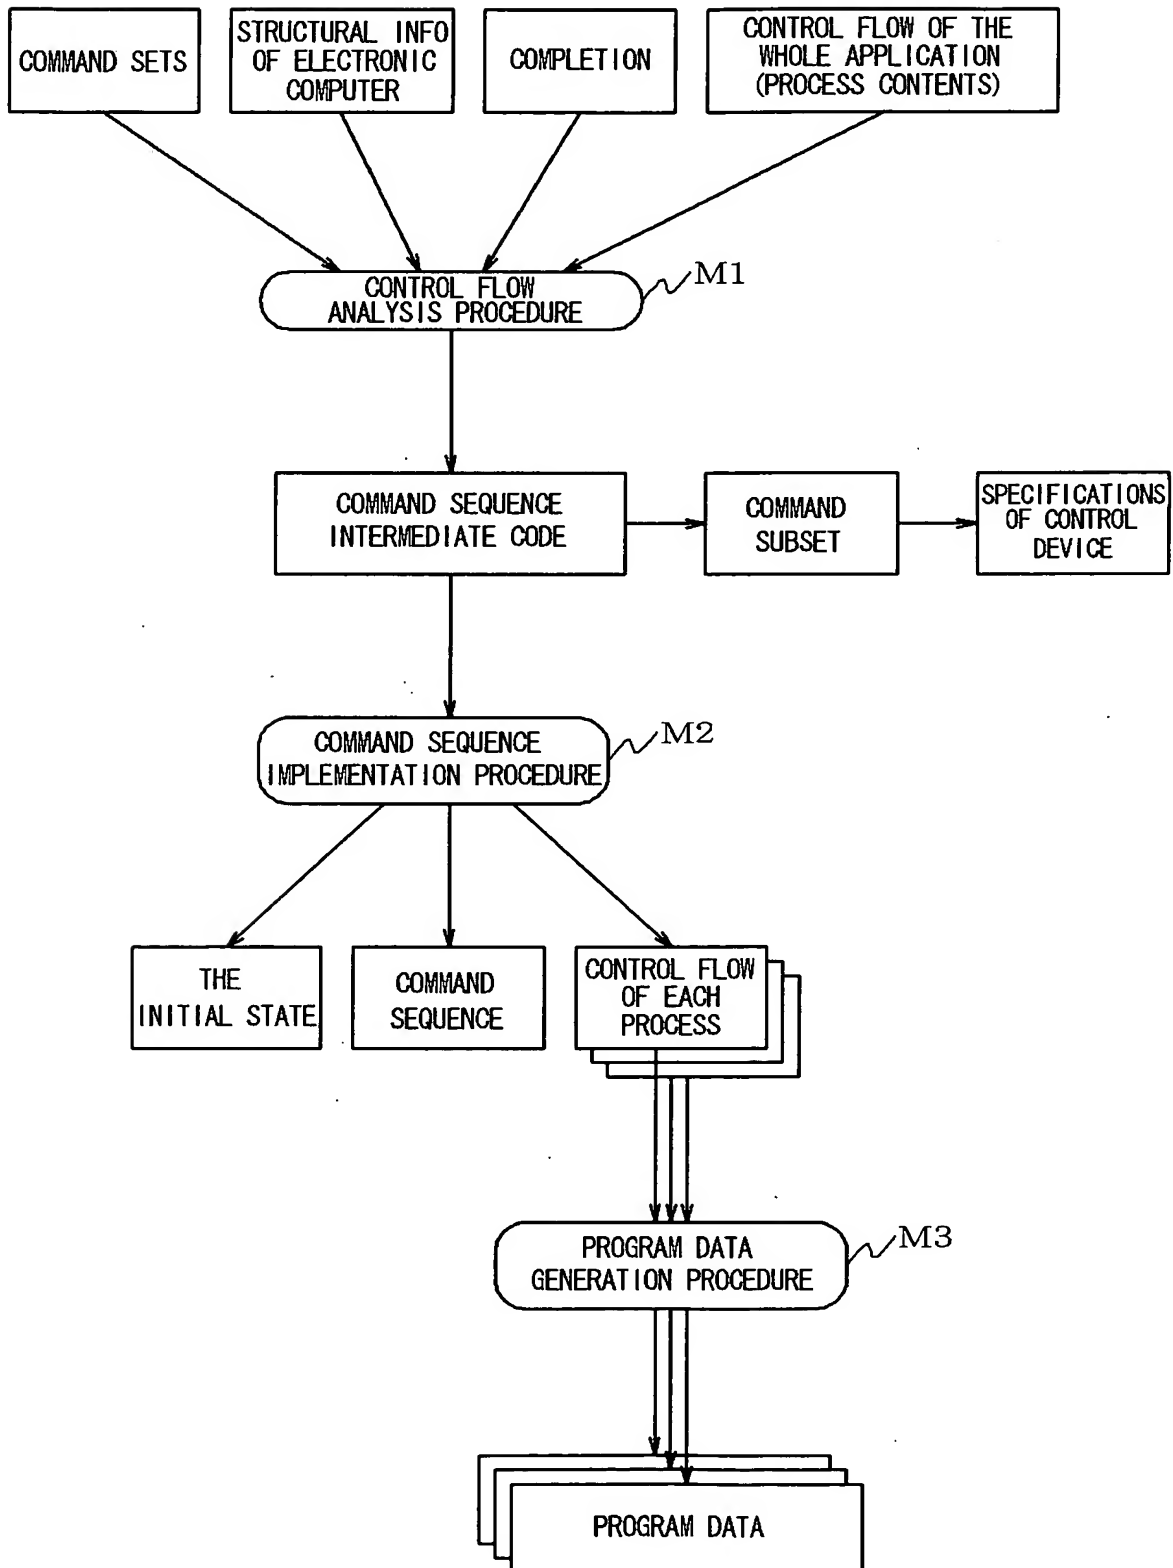 COMMAND SETS
STRUCTURAL INFO
OF ELECTRONIC
COMPUTER
COMPLETION
CONTROL FLOW OF THE
WHOLE APPLICATION
(PROCESS CONTENTS)
CONTROL FLOW
ANALYSIS PROCEDURE
M1
COMMAND SEQUENCE
INTERMEDIATE CODE
COMMAND
SUBSET
SPECIFICATIONS
OF CONTROL
DEVICE
COMMAND SEQUENCE
IMPLEMENTATION PROCEDURE
M2
THE
INITIAL STATE
COMMAND
SEQUENCE
CONTROL FLOW
OF EACH
PROCESS
PROGRAM DATA
GENERATION PROCEDURE
M3
PROGRAM DATA